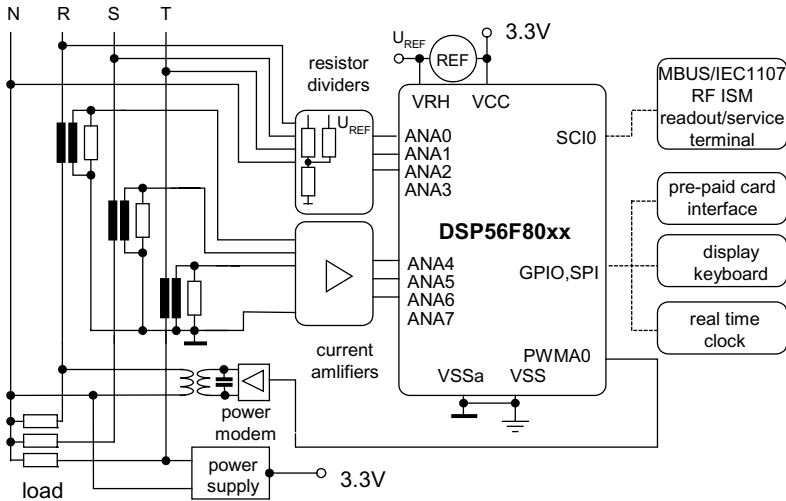 N R S T
3.3V
U REF
REF
resistor
dividers
VRH VCC
MBUS/IEC1107
RF ISM
readout/service
terminal
U REF
ANA0
ANA1
ANA2
ANA3
SCI0
pre-paid card
interface
DSP56F80xx
display
keyboard
ANA4
ANA5
ANA6
ANA7
GPIO,SPI
real time
clock
current
amlifiers
PWMA0
VSSa VSS
power
modem
power
supply
3.3V
load